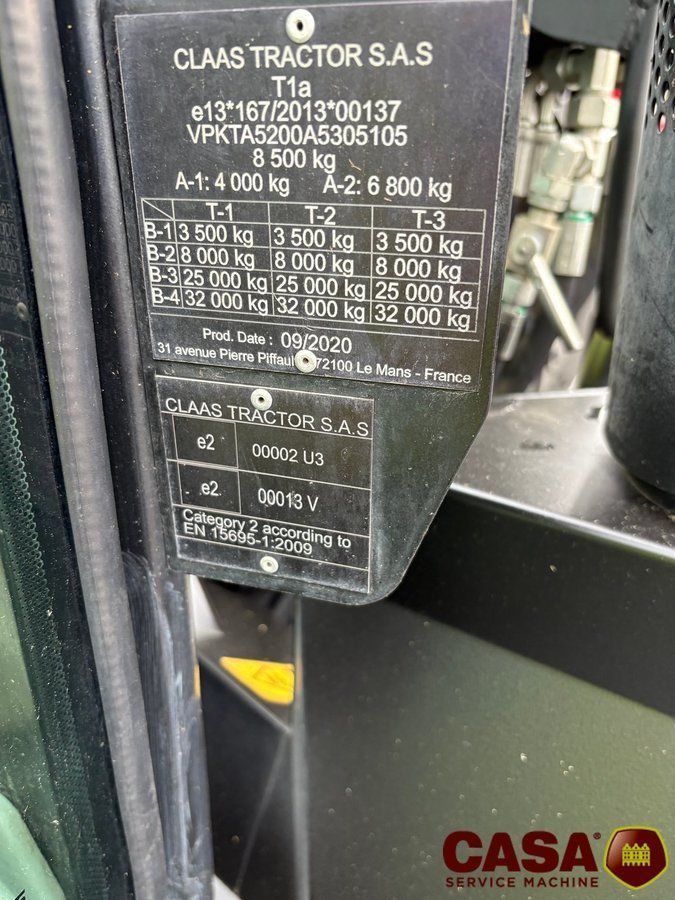 CLAAS TRACTOR S.A.S
T1a
e13*167/2013*00137
VPKTA5200A5305105
8 500 kg
A-1: 4 000 kg A-2: 6 800 kg
T-1 T-2 T-3
B-1 3 500 kg 3 500 kg 3 500 kg
B-2 8 000 kg 8 000 kg 8 000 kg
B-3 25 000 kg 25 000 kg 25 000 kg
B-4 32 000 kg 32 000 kg 32 000 kg
Prod. Date : 09/2020
31 avenue Pierre 72100 Le Mans - France
CLAAS TRACTOR S.A.S
e2 00002 U3
e2 00013 V
Category 2 according to
EN 15695-1:2009
CASA®
SERVICE MACHINE